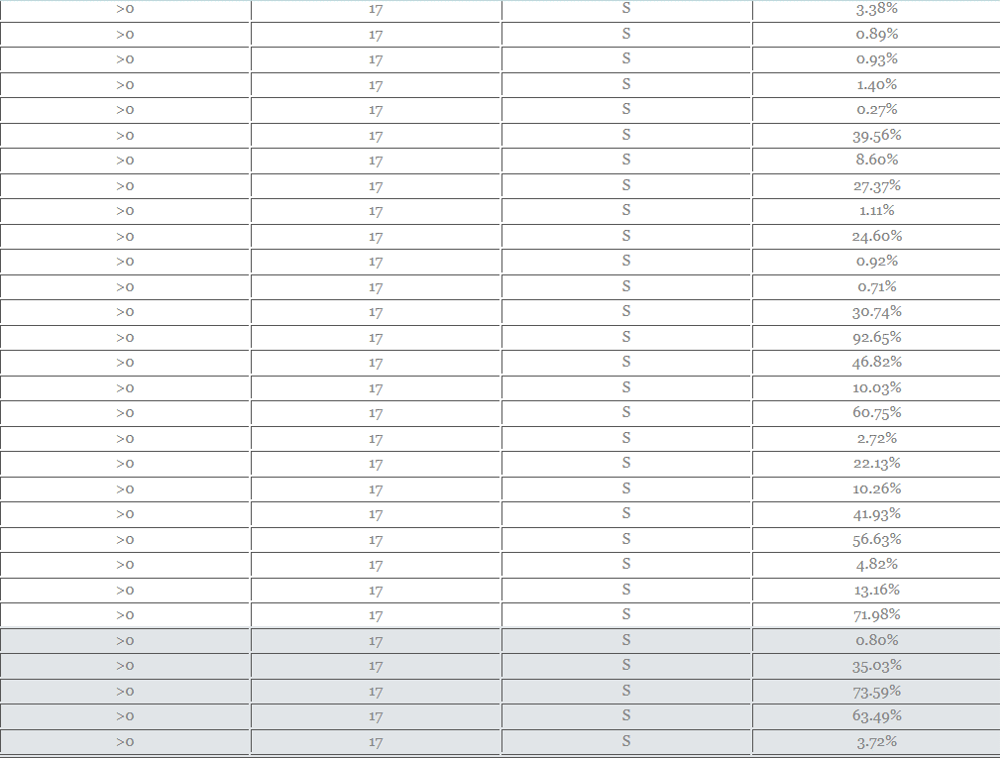 >0 17 S 3.38%
>0 17 S 0.89%
>0 17 S 0.93%
>0 17 S 1.40%
>0 17 S 0.27%
>0 17 S 39.56%
>0 17 S 8.60%
>0 17 S 27.37%
>0 17 S 1.11%
>0 17 S 24.60%
>0 17 S 0.92%
>0 17 S 0.71%
>0 17 S 30.74%
>0 17 S 92.65%
>0 17 S 46.82%
>0 17 S 10.03%
>0 17 S 60.75%
>0 17 S 2.72%
>0 17 S 22.13%
>0 17 S 10.26%
>0 17 S 41.93%
>0 17 S 56.63%
>0 17 S 4.82%
>0 17 S 13.16%
>0 17 S 71.98%
>0 17 S 0.80%
>0 17 S 35.03%
>0 17 S 73.59%
>0 17 S 63.49%
>0 17 S 3.72%